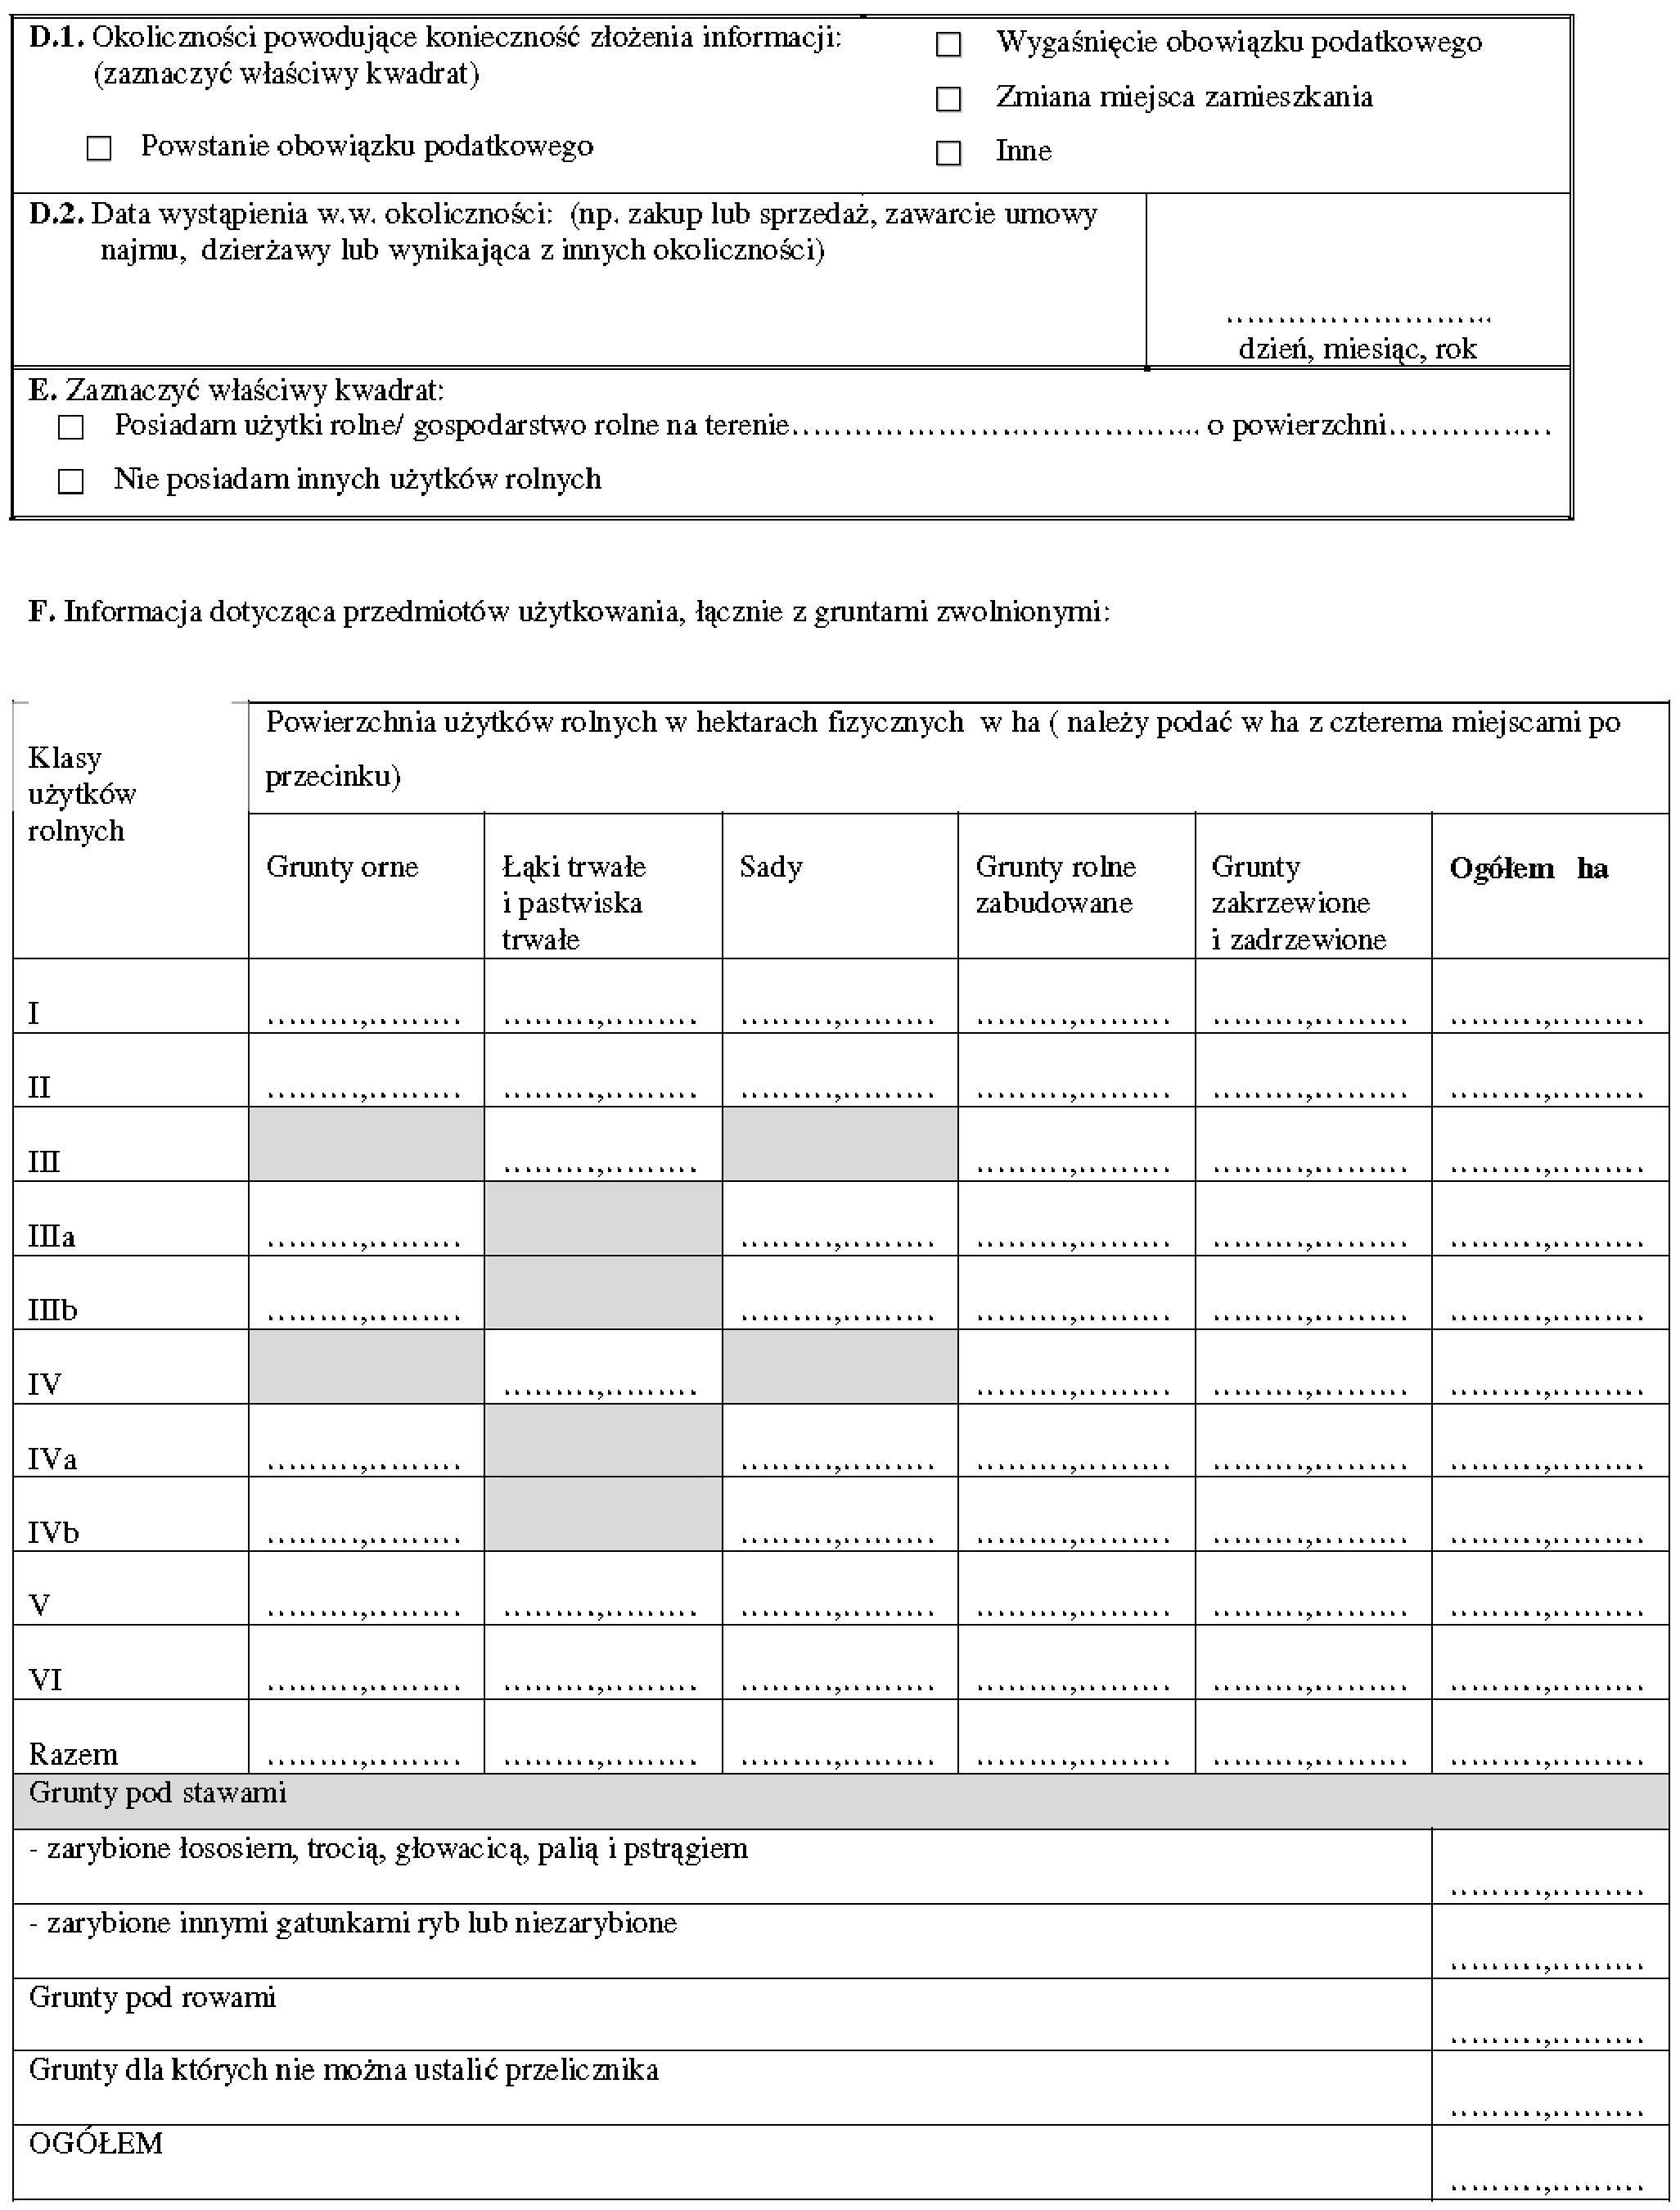 D.1. Okoliczności powodujące konieczność złożenia informacji:
(zaznaczyć właściwy kwadrat)
☐ Powstanie obowiązku podatkowego
☐ Wygaśnięcie obowiązku podatkowego
☐ Zmiana miejsca zamieszkania
☐ Inne
D.2. Data wystąpienia w.w. okoliczności: (np. zakup lub sprzedaż, zawarcie umowy
najmu, dzierżawy lub wynikająca z innych okoliczności)
..............................
dzień, miesiąc, rok
E. Zaznaczyć właściwy kwadrat:
☐ Posiadam użytki rolne/ gospodarstwo rolne na terenie............................................. o powierzchni..................
☐ Nie posiadam innych użytków rolnych
F. Informacja dotycząca przedmiotów użytkowania, łącznie z gruntami zwolnionymi:
Klasy
użytków
rolnych
Powierzchnia użytków rolnych w hektarach fizycznych w ha ( należy podać w ha z czterema miejscami po
przecinku)
Grunty orne
Łąki trwałe
i pastwiska
trwałe
Sady
Grunty rolne
zabudowane
Grunty
zakrzewione
i zadrzewione
Ogółem ha
I .........,......... .........,......... .........,......... .........,......... .........,......... .........,.........
II .........,......... .........,......... .........,......... .........,......... .........,......... .........,.........
III .........,......... .........,......... .........,......... .........,.........
IIIa .........,......... .........,......... .........,......... .........,......... .........,.........
IIIb .........,......... .........,......... .........,......... .........,......... .........,.........
IV .........,......... .........,......... .........,......... .........,.........
IVa .........,......... .........,......... .........,......... .........,......... .........,.........
IVb .........,......... .........,......... .........,......... .........,......... .........,.........
V .........,......... .........,......... .........,......... .........,......... .........,......... .........,.........
VI .........,......... .........,......... .........,......... .........,......... .........,......... .........,.........
Razem .........,......... .........,......... .........,......... .........,......... .........,......... .........,.........
Grunty pod stawami
- zarybione łososiem, trocią, głowacicą, palią i pstrągiem
.........,.........
- zarybione innymi gatunkami ryb lub niezarybione
.........,.........
Grunty pod rowami
.........,.........
Grunty dla których nie można ustalić przelicznika
.........,.........
OGÓŁEM
.........,.........